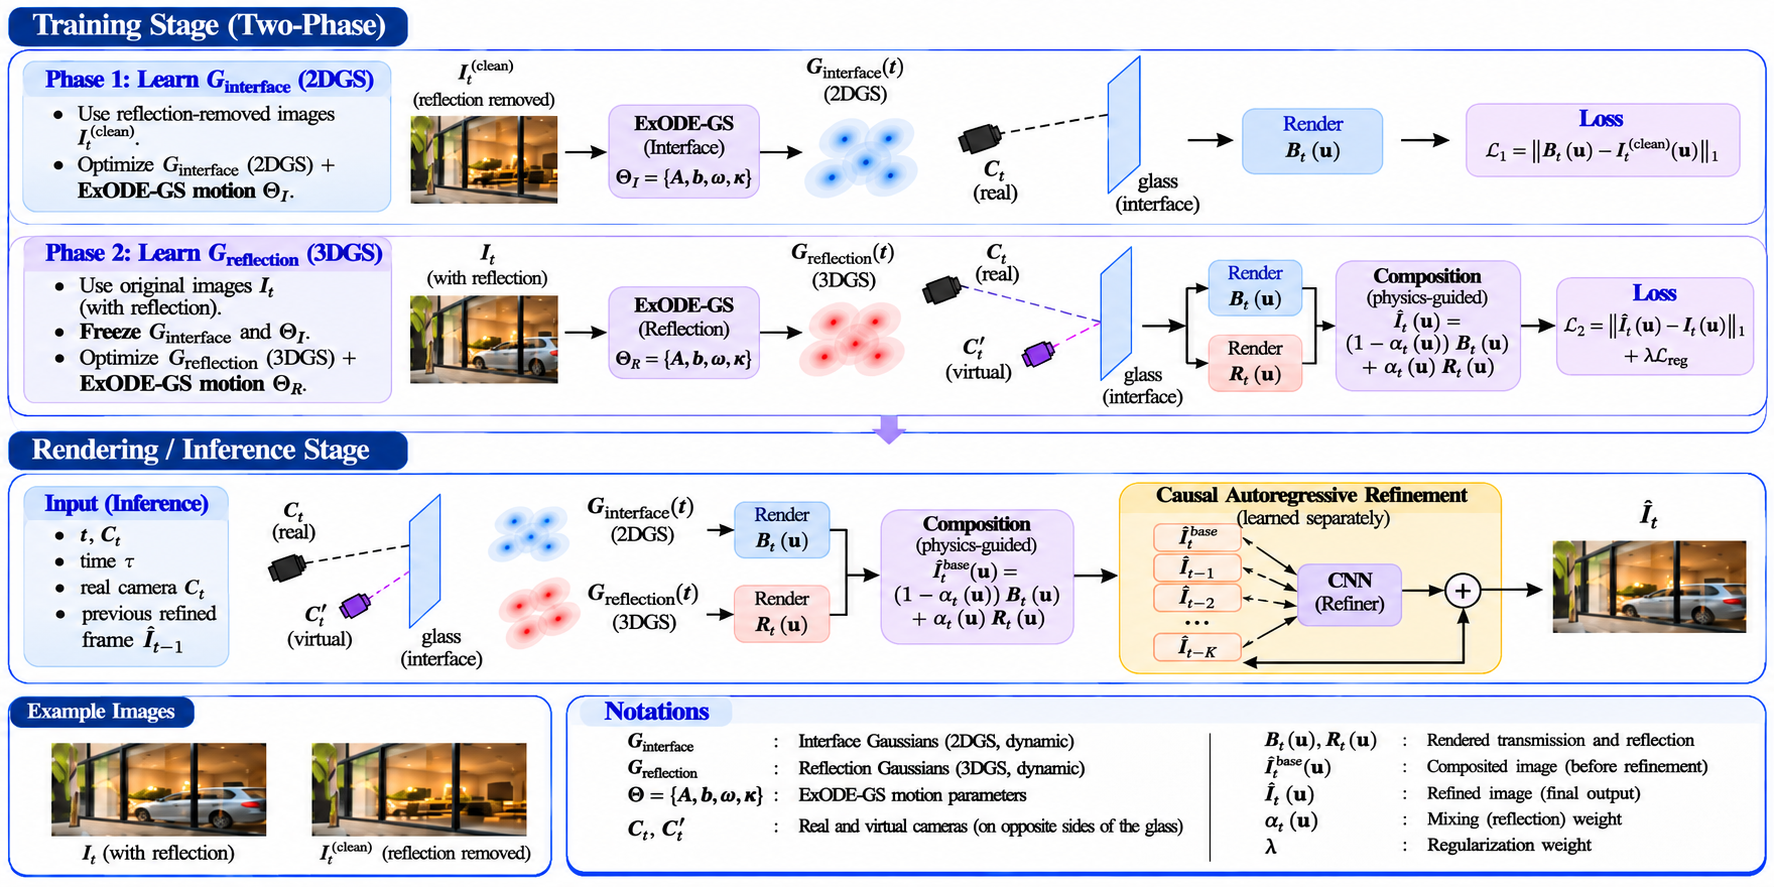 Training Stage (Two-Phase)
Phase 1: Learn G_interface (2DGS)
• Use reflection-removed images
I_t^(clean).
• Optimize G_interface (2DGS) +
ExODE-GS motion Θ_I.
I_t^(clean)
(reflection removed)
ExODE-GS
(Interface)
Θ_I = {A, b, ω, κ}
G_interface(t)
(2DGS)
C_t
(real)
glass
(interface)
Render
B_t (u)
Loss
ℒ_1 = ‖B_t (u) − I_t^(clean)(u)‖_1
Phase 2: Learn G_reflection (3DGS)
• Use original images I_t
(with reflection).
• Freeze G_interface and Θ_I.
• Optimize G_reflection (3DGS) +
ExODE-GS motion Θ_R.
I_t
(with reflection)
ExODE-GS
(Reflection)
Θ_R = {A, b, ω, κ}
G_reflection(t)
(3DGS)
C_t
(real)
C′_t
(virtual)
glass
(interface)
Render
B_t (u)
Render
R_t (u)
Composition
(physics-guided)
Î_t (u) =
(1 − α_t (u)) B_t (u)
+ α_t (u) R_t (u)
Loss
ℒ_2 = ‖Î_t (u) − I_t (u)‖_1
+ λℒ_reg
Rendering / Inference Stage
Input (Inference)
• t, C_t
• time τ
• real camera C_t
• previous refined
frame Î_{t−1}
C_t
(real)
C′_t
(virtual)
glass
(interface)
G_interface(t)
(2DGS)
G_reflection(t)
(3DGS)
Render
B_t (u)
Render
R_t (u)
Composition
(physics-guided)
Î_t^base(u) =
(1 − α_t (u)) B_t (u)
+ α_t (u) R_t (u)
Causal Autoregressive Refinement
(learned separately)
Î_t^base
Î_{t−1}
Î_{t−2}
...
Î_{t−K}
CNN
(Refiner)
+
Î_t
Example Images
I_t (with reflection)
I_t^(clean) (reflection removed)
Notations
G_interface : Interface Gaussians (2DGS, dynamic)
G_reflection : Reflection Gaussians (3DGS, dynamic)
Θ = {A, b, ω, κ} : ExODE-GS motion parameters
C_t, C′_t : Real and virtual cameras (on opposite sides of the glass)
B_t (u), R_t (u) : Rendered transmission and reflection
Î_t^base(u) : Composited image (before refinement)
Î_t (u) : Refined image (final output)
α_t (u) : Mixing (reflection) weight
λ : Regularization weight